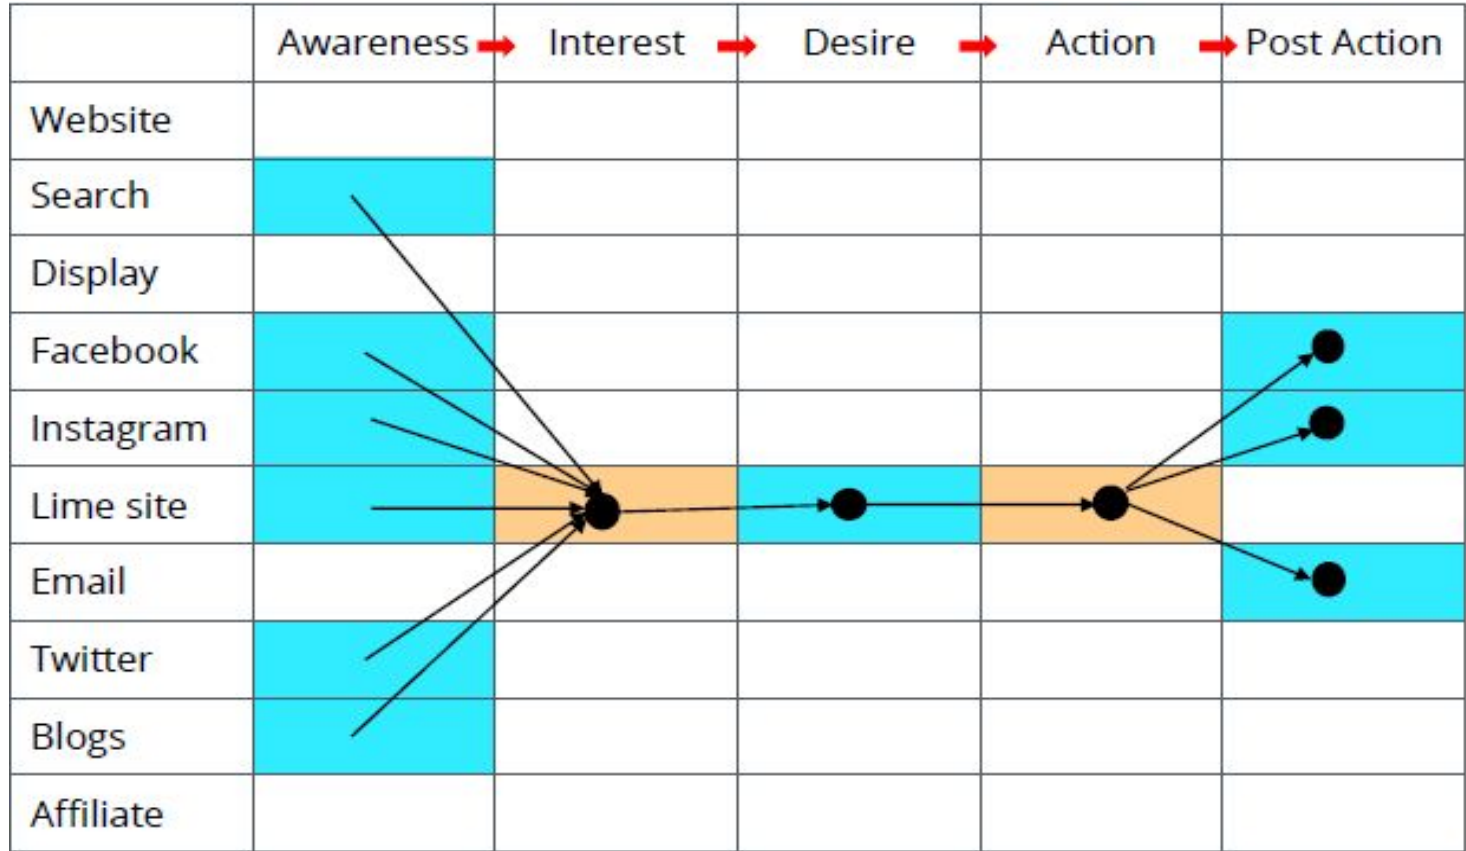 Awareness Interest Desire Action Post Action
Website
Search
Display
Facebook
Instagram
Lime site
Email
Twitter
Blogs
Affiliate